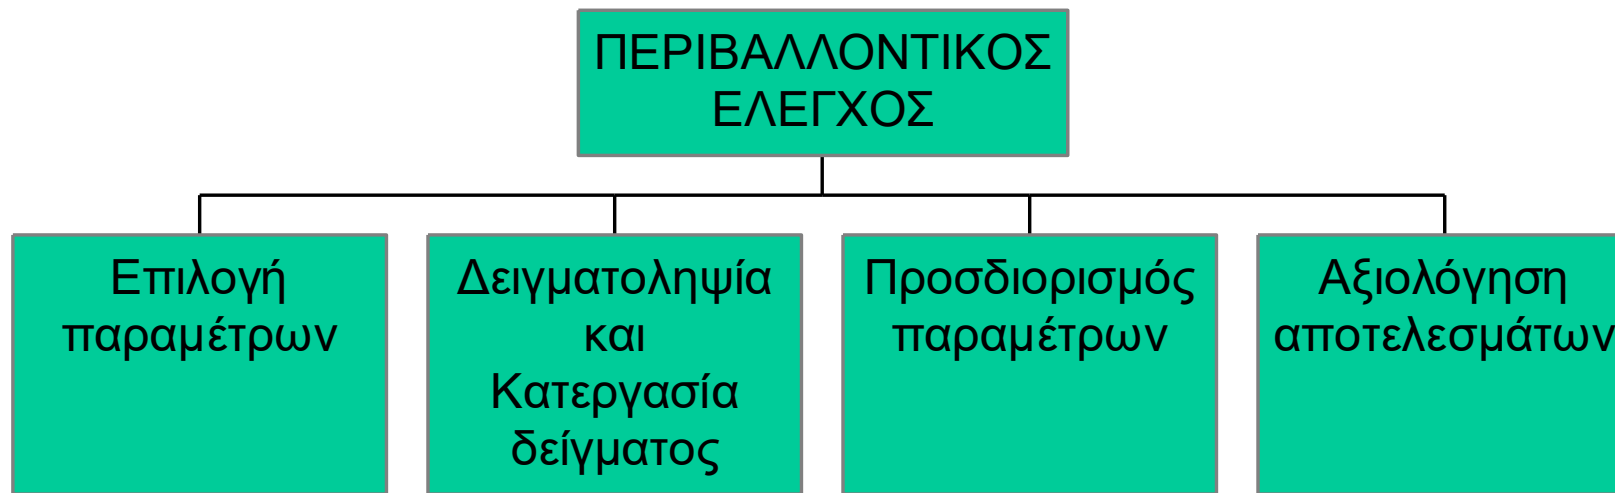 ΠΕΡΙΒΑΛΛΟΝΤΙΚΟΣ
ΕΛΕΓΧΟΣ
Επιλογή
παραμέτρων
Δειγματοληψία
και
Κατεργασία
δείγματος
Προσδιορισμός
παραμέτρων
Αξιολόγηση
αποτελεσμάτων